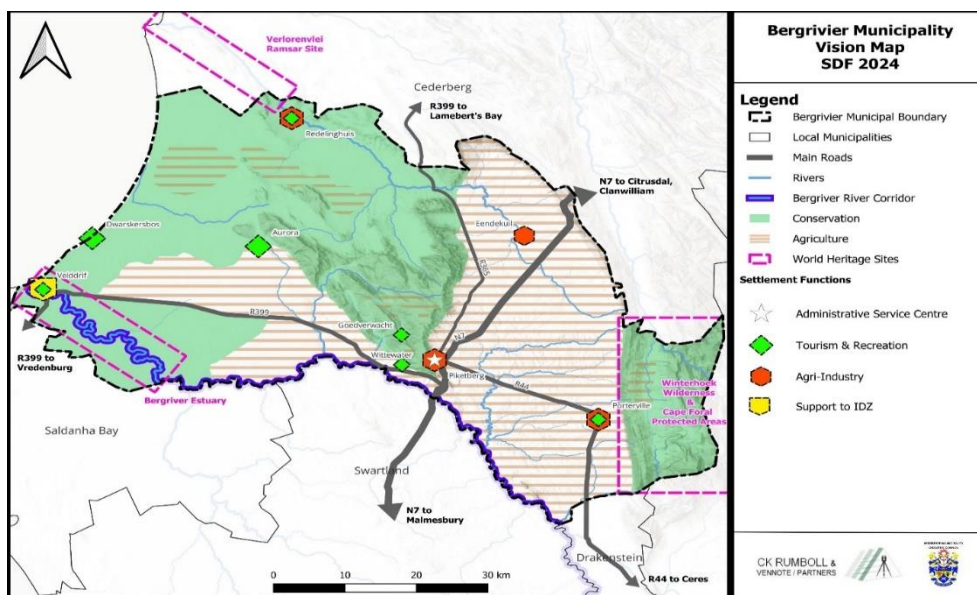 Verlorenvlei
Ramsar Site
Cederberg
R399 to
Lamebert's Bay
Redelinghuis
N7 to Citrusdal,
Clanwilliam
Eendekuil
Dwarskersbos
Aurora
R365
Velddrif
R399
Goedverwacht
N7
R399 to
Vredenburg
Wittewater
Piketberg
R44
Winterhoek
Wilderness
&
Cape Foral
Protected Areas
Bergriver Estuary
Porterville
Saldanha Bay
Swartland
N7 to
Malmesbury
Drakenstein
R44 to Ceres
0 10 20 30 km
Bergrivier Municipality
Vision Map
SDF 2024
Legend
Bergrivier Municipal Boundary
Local Municipalities
Main Roads
Rivers
Bergriver River Corridor
Conservation
Agriculture
World Heritage Sites
Settlement Functions
Administrative Service Centre
Tourism & Recreation
Agri-Industry
Support to IDZ
CK RUMBOLL &
VENNOTE / PARTNERS